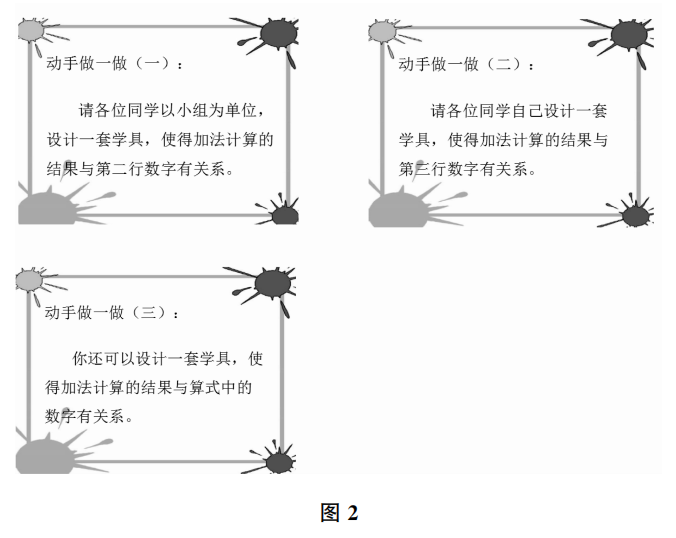 动手做一做（一）：
请各位同学以小组为单位，
设计一套学具，使得加法计算的
结果与第二行数字有关系。
动手做一做（二）：
请各位同学自己设计一套
学具，使得加法计算的结果与
第三行数字有关系。
动手做一做（三）：
你还可以设计一套学具，使
得加法计算的结果与算式中的
数字有关系。
图 2